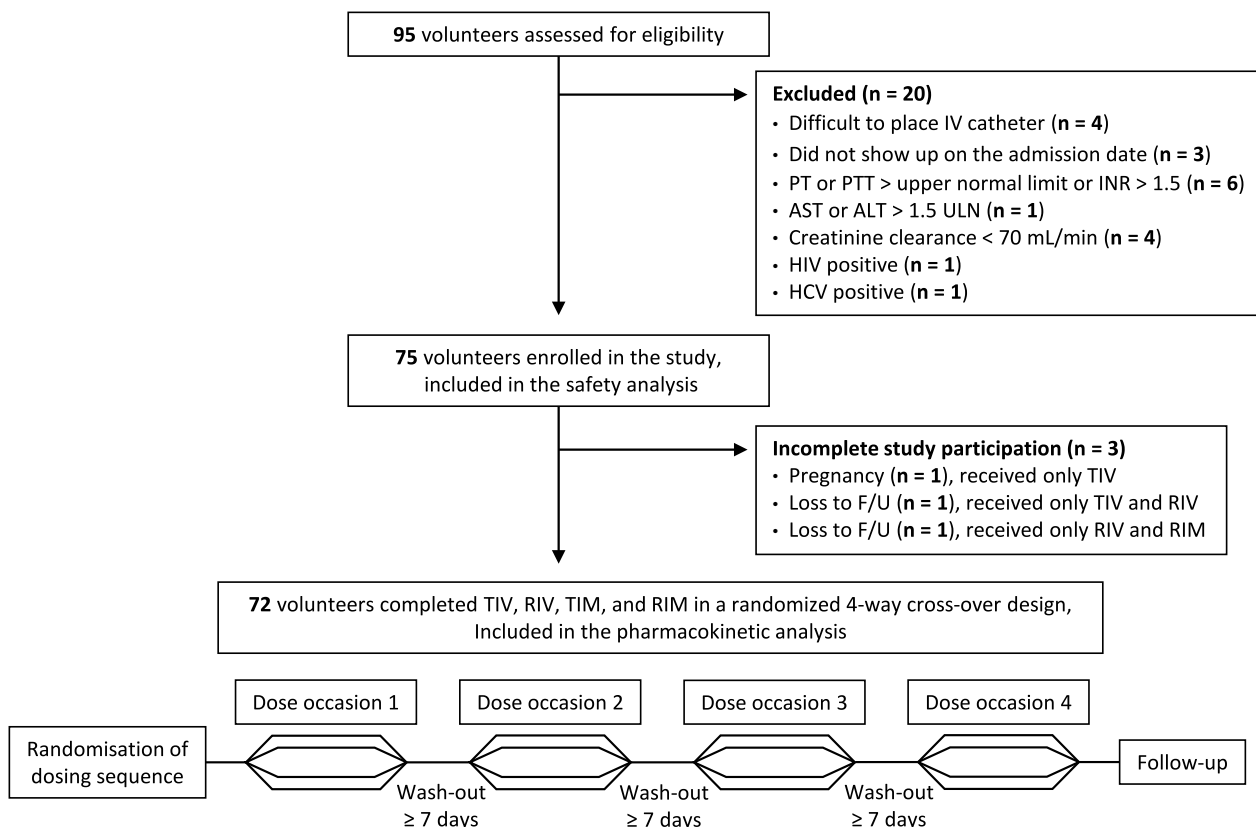 95 volunteers assessed for eligibility
Excluded (n = 20)
• Difficult to place IV catheter (n = 4)
• Did not show up on the admission date (n = 3)
• PT or PTT > upper normal limit or INR > 1.5 (n = 6)
• AST or ALT > 1.5 ULN (n = 1)
• Creatinine clearance < 70 mL/min (n = 4)
• HIV positive (n = 1)
• HCV positive (n = 1)
75 volunteers enrolled in the study,
included in the safety analysis
Incomplete study participation (n = 3)
• Pregnancy (n = 1), received only TIV
• Loss to F/U (n = 1), received only TIV and RIV
• Loss to F/U (n = 1), received only RIV and RIM
72 volunteers completed TIV, RIV, TIM, and RIM in a randomized 4-way cross-over design,
Included in the pharmacokinetic analysis
Dose occasion 1
Dose occasion 2
Dose occasion 3
Dose occasion 4
Randomisation of
dosing sequence
Follow-up
Wash-out
≥ 7 days
Wash-out
≥ 7 days
Wash-out
≥ 7 days